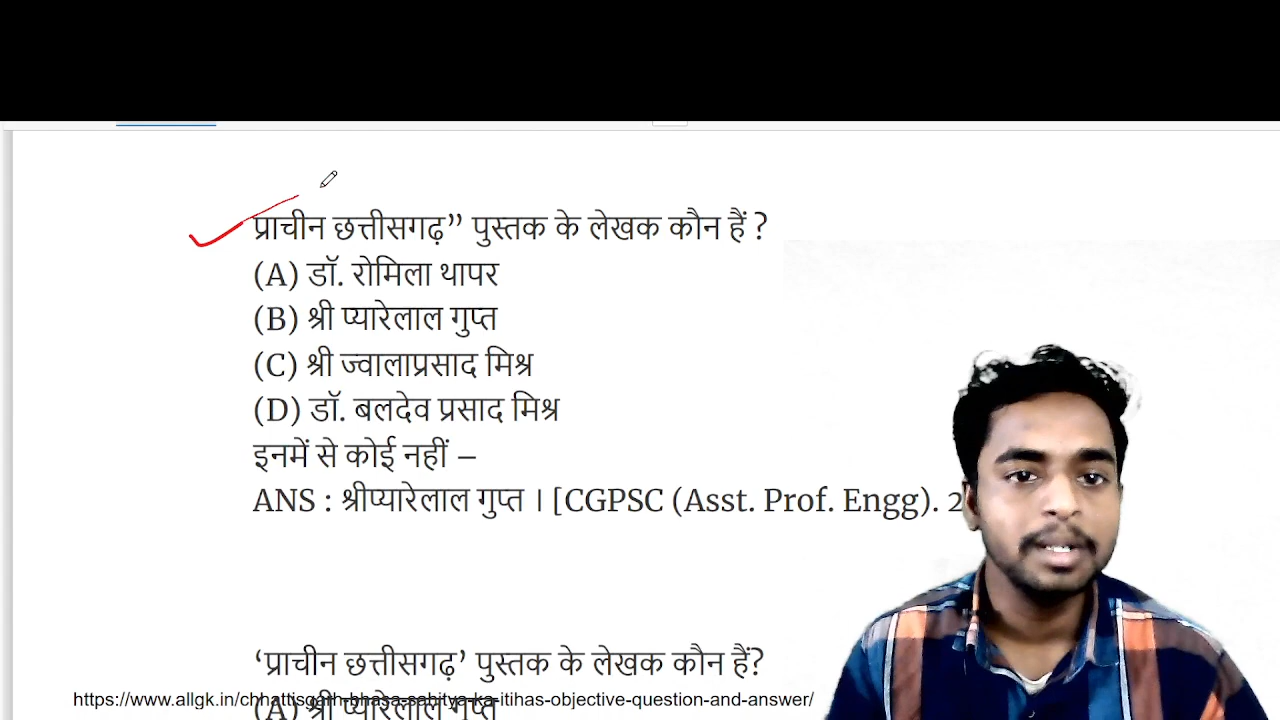 प्राचीन छत्तीसगढ़” पुस्तक के लेखक कौन हैं ?
(A) डॉ. रोमिला थापर
(B) श्री प्यारेलाल गुप्त
(C) श्री ज्वालाप्रसाद मिश्र
(D) डॉ. बलदेव प्रसाद मिश्र
इनमें से कोई नहीं –
ANS : श्रीप्यारेलाल गुप्त । [CGPSC (Asst. Prof. Engg). 2
‘प्राचीन छत्तीसगढ़’ पुस्तक के लेखक कौन हैं?
https://www.allgk.in/chhattisgarh-bhasa-sahitya-ka-itihas-objective-question-and-answer/
(A) श्री प्यारेलाल गुप्त